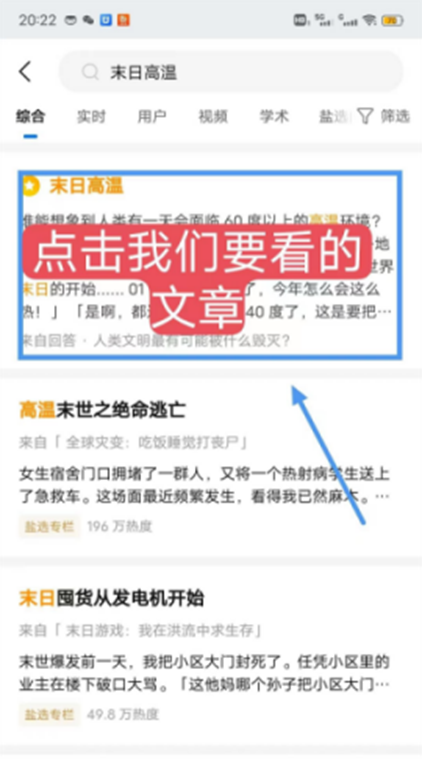 20:22
末日高温
综合 实时 用户 视频 学术 盐选 筛选
末日高温
能想象到人类有一天会面临 60 度以上的高温环境？
点击我们要看的
地
世界
文章
末日的开始…… 01
了，今年怎么会这么
热！」「是啊，都
40 度了，这是要把…
来自回答 · 人类文明最有可能被什么毁灭？
高温末世之绝命逃亡
来自「 全球灾变：吃饭睡觉打丧尸」
女生宿舍门口拥堵了一群人，又将一个热射病学生送上
了急救车。这场面最近频繁发生，看得我已然麻木。…
盐选专栏 196 万热度
末日囤货从发电机开始
来自「 末日游戏：我在洪流中求生存」
末世爆发前一天，我把小区大门封死了。任凭小区里的
业主在楼下破口大骂。「这他妈哪个孙子把小区大门…
盐选专栏 49.8 万热度